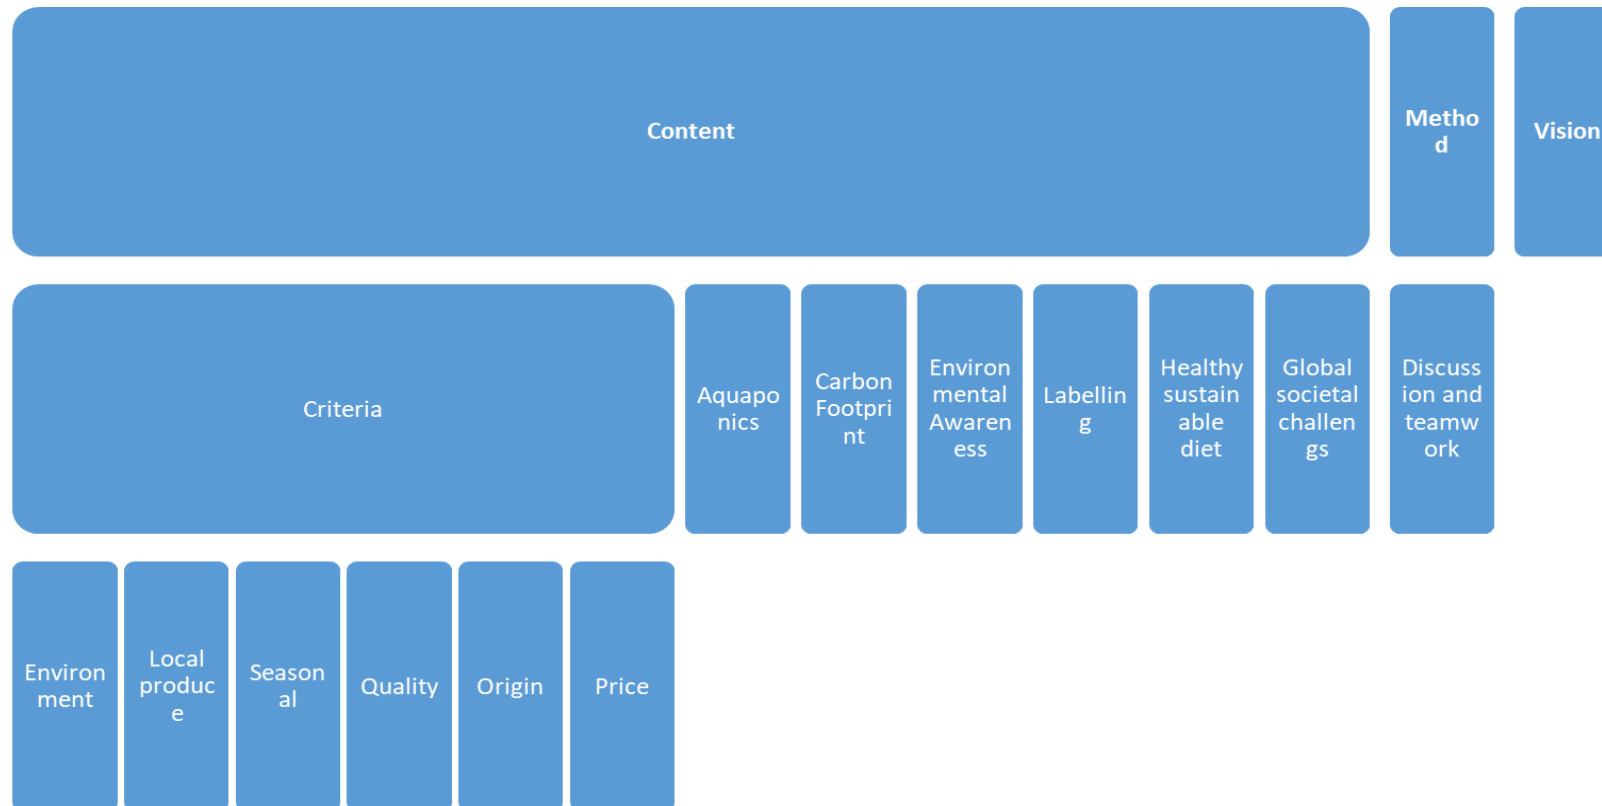 Content
Metho
d
Vision
Criteria
Aquapo
nics
Carbon
Footpri
nt
Environ
mental
Awaren
ess
Labellin
g
Healthy
sustain
able
diet
Global
societal
challen
gs
Discuss
ion and
teamw
ork
Environ
ment
Local
produc
e
Season
al
Quality
Origin
Price